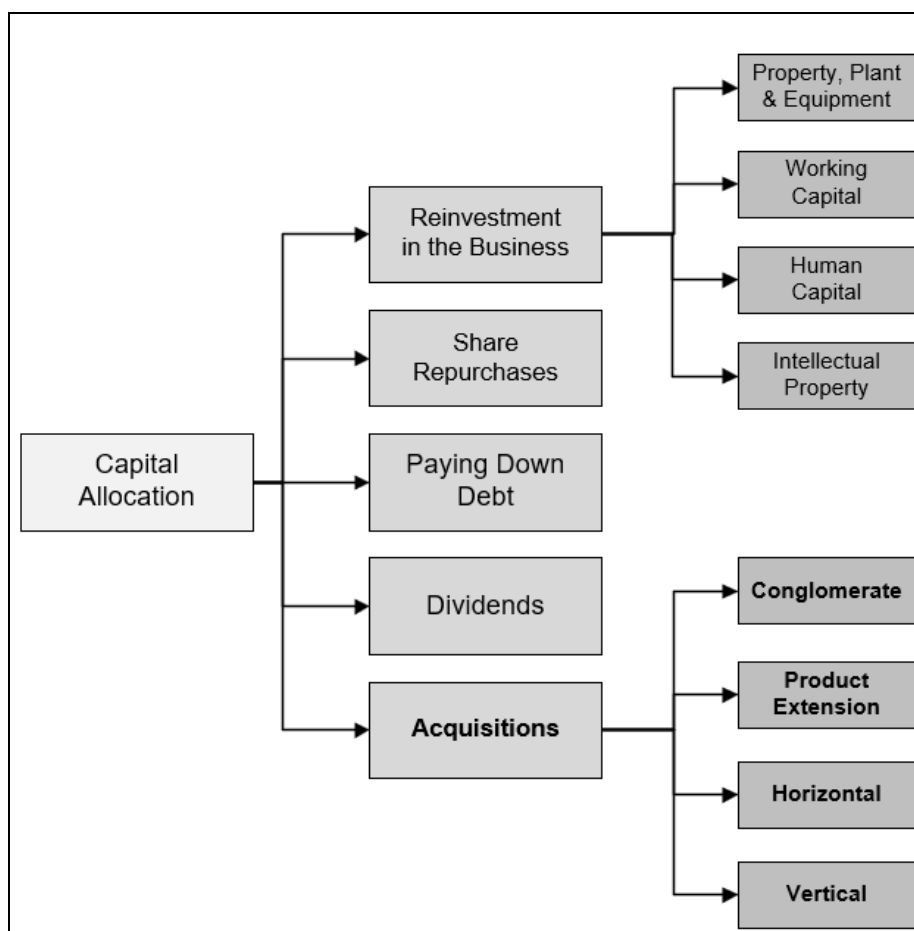 Capital
Allocation
Reinvestment
in the Business
Share
Repurchases
Paying Down
Debt
Dividends
Acquisitions
Property, Plant
& Equipment
Working
Capital
Human
Capital
Intellectual
Property
Conglomerate
Product
Extension
Horizontal
Vertical